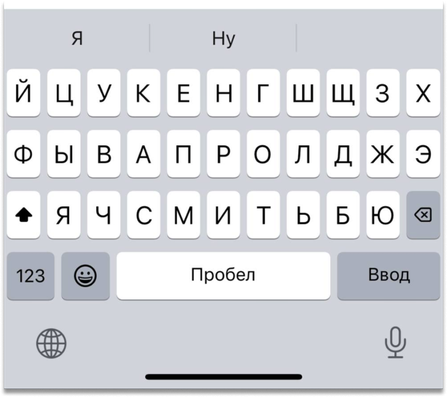 Я Ну
Й Ц У К Е Н Г Ш Щ З Х
Ф Ы В А П Р О Л Д Ж Э
Я Ч С М И Т Ь Б Ю
123 Пробел Ввод